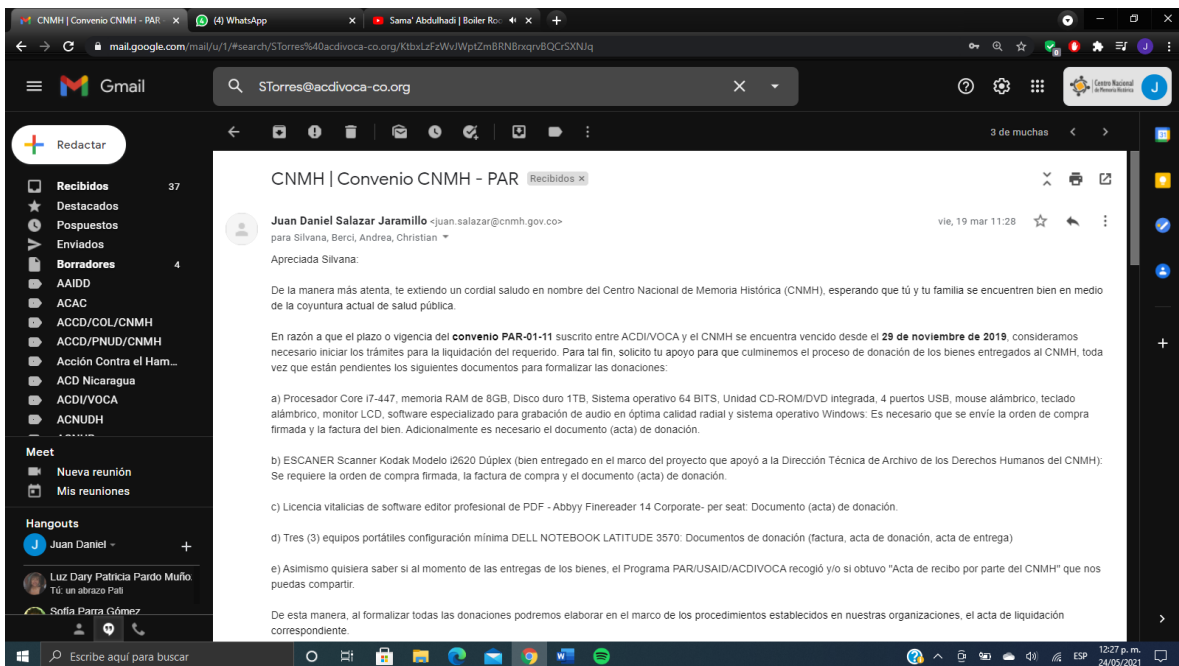 CNMH | Convenio CNMH - PAR
(4) WhatsApp
Sama' Abdulhadi | Boiler Roo
mail.google.com/mail/u/1/#search/STorres%40acdivoca-co.org/KtbxLzFzWvJWptZmBRNBrxqrvBQCrSXNJq
Gmail
STorres@acdivoca-co.org
Centro Nacional
de Memoria Histórica
J
Redactar
3 de muchas
Recibidos 37
Destacados
Pospuestos
Enviados
Borradores 4
AAIDD
ACAC
ACCD/COL/CNMH
ACCD/PNUD/CNMH
Acción Contra el Ham...
ACD Nicaragua
ACDI/VOCA
ACNUDH
Meet
Nueva reunión
Mis reuniones
Hangouts
Juan Daniel
Luz Dary Patricia Pardo Muño.
Tú: un abrazo Pati
Sofía Parra Gómez
CNMH | Convenio CNMH - PAR Recibidos ×
Juan Daniel Salazar Jaramillo <juan.salazar@cnmh.gov.co> vie, 19 mar 11:28
para Silvana, Berci, Andrea, Christian
Apreciada Silvana:
De la manera más atenta, te extiendo un cordial saludo en nombre del Centro Nacional de Memoria Histórica (CNMH), esperando que tú y tu familia se encuentren bien en medio
de la coyuntura actual de salud pública.
En razón a que el plazo o vigencia del convenio PAR-01-11 suscrito entre ACDI/VOCA y el CNMH se encuentra vencido desde el 29 de noviembre de 2019, consideramos
necesario iniciar los trámites para la liquidación del requerido. Para tal fin, solicito tu apoyo para que culminemos el proceso de donación de los bienes entregados al CNMH, toda
vez que están pendientes los siguientes documentos para formalizar las donaciones:
a) Procesador Core i7-447, memoria RAM de 8GB, Disco duro 1TB, Sistema operativo 64 BITS, Unidad CD-ROM/DVD integrada, 4 puertos USB, mouse alámbrico, teclado
alámbrico, monitor LCD, software especializado para grabación de audio en óptima calidad radial y sistema operativo Windows: Es necesario que se envíe la orden de compra
firmada y la factura del bien. Adicionalmente es necesario el documento (acta) de donación.
b) ESCANER Scanner Kodak Modelo i2620 Dúplex (bien entregado en el marco del proyecto que apoyó a la Dirección Técnica de Archivo de los Derechos Humanos del CNMH):
Se requiere la orden de compra firmada, la factura de compra y el documento (acta) de donación.
c) Licencia vitalicias de software editor profesional de PDF - Abbyy Finereader 14 Corporate- per seat: Documento (acta) de donación.
d) Tres (3) equipos portátiles configuración mínima DELL NOTEBOOK LATITUDE 3570: Documentos de donación (factura, acta de donación, acta de entrega)
e) Asimismo quisiera saber si al momento de las entregas de los bienes, el Programa PAR/USAID/ACDIVOCA recogió y/o si obtuvo "Acta de recibo por parte del CNMH" que nos
puedas compartir.
De esta manera, al formalizar todas las donaciones podremos elaborar en el marco de los procedimientos establecidos en nuestras organizaciones, el acta de liquidación
correspondiente.
Escribe aquí para buscar
ESP
12:27 p. m.
24/05/2021